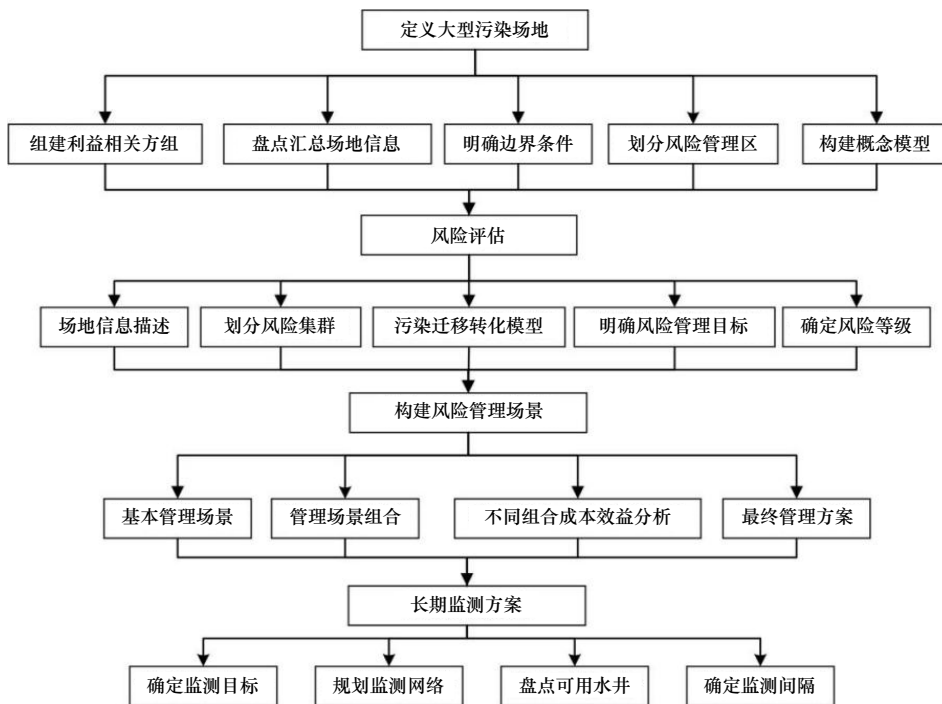 定义大型污染场地
组建利益相关方组
盘点汇总场地信息
明确边界条件
划分风险管理区
构建概念模型
风险评估
场地信息描述
划分风险集群
污染迁移转化模型
明确风险管理目标
确定风险等级
构建风险管理场景
基本管理场景
管理场景组合
不同组合成本效益分析
最终管理方案
长期监测方案
确定监测目标
规划监测网络
盘点可用水井
确定监测间隔